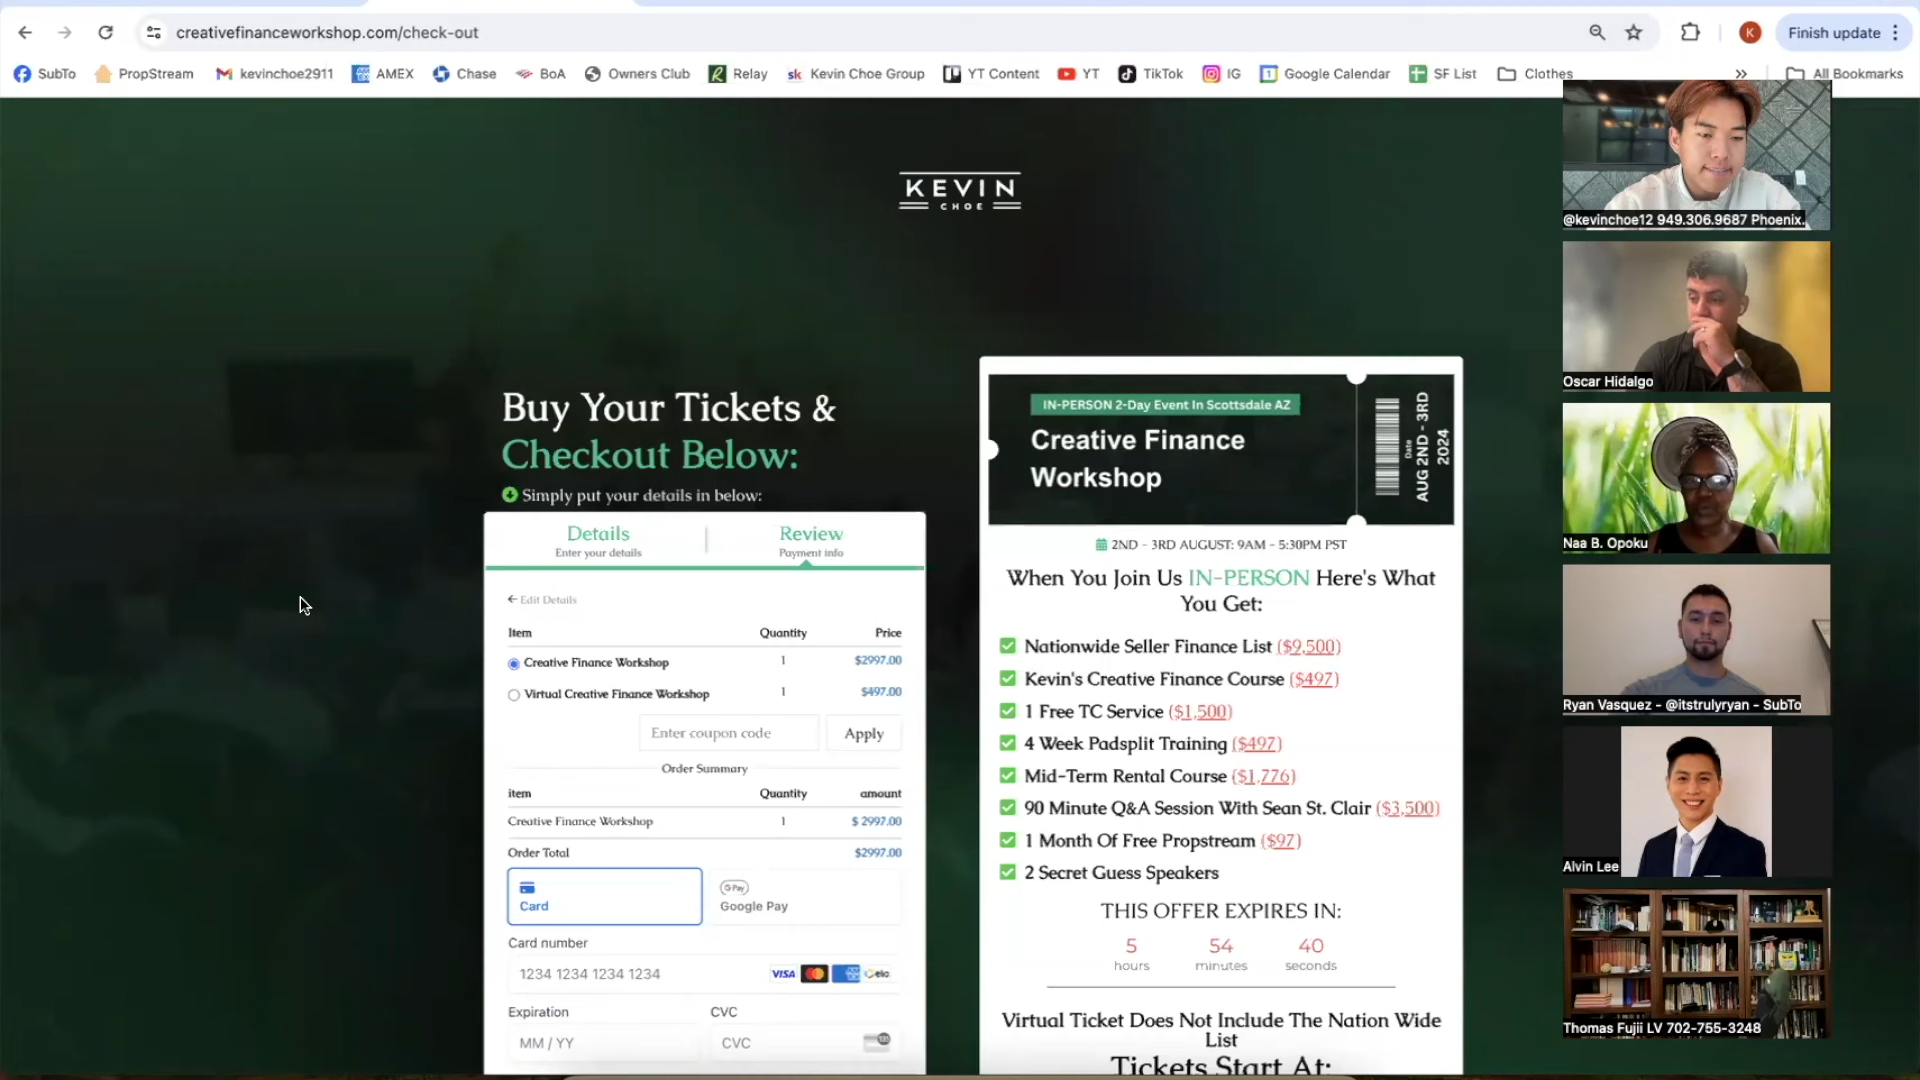 creativefinanceworkshop.com/check-out
K
Finish update
SubTo
PropStream
kevinchoe2911
AMEX
Chase
BoA
Owners Club
Relay
sk Kevin Choe Group
YT Content
YT
TikTok
IG
1 Google Calendar
SF List
Clothes
All Bookmarks
KEVIN
CHOE
Buy Your Tickets &
Checkout Below:
Simply put your details in below:
Details
Enter your details
Review
Payment info
Edit Details
Item Quantity Price
Creative Finance Workshop 1 $2997.00
Virtual Creative Finance Workshop 1 $497.00
Enter coupon code Apply
Order Summary
item Quantity amount
Creative Finance Workshop 1 $ 2997.00
Order Total $2997.00
Card
G Pay
Google Pay
Card number
1234 1234 1234 1234 VISA elo
Expiration CVC
MM / YY CVC
IN-PERSON 2-Day Event In Scottsdale AZ
Creative Finance
Workshop
Date
AUG 2ND - 3RD
2024
2ND - 3RD AUGUST: 9AM - 5:30PM PST
When You Join Us IN-PERSON Here's What
You Get:
Nationwide Seller Finance List ($9,500)
Kevin's Creative Finance Course ($497)
1 Free TC Service ($1,500)
4 Week Padsplit Training ($497)
Mid-Term Rental Course ($1,776)
90 Minute Q&A Session With Sean St. Clair ($3,500)
1 Month Of Free Propstream ($97)
2 Secret Guess Speakers
THIS OFFER EXPIRES IN:
5 54 40
hours minutes seconds
Virtual Ticket Does Not Include The Nation Wide
List
Tickets Start At:
@kevinchoe12 949.306.9687 Phoenix.
Oscar Hidalgo
Naa B. Opoku
Ryan Vasquez - @itstrulyryan - SubTo
Alvin Lee
Thomas Fujii LV 702-755-3248